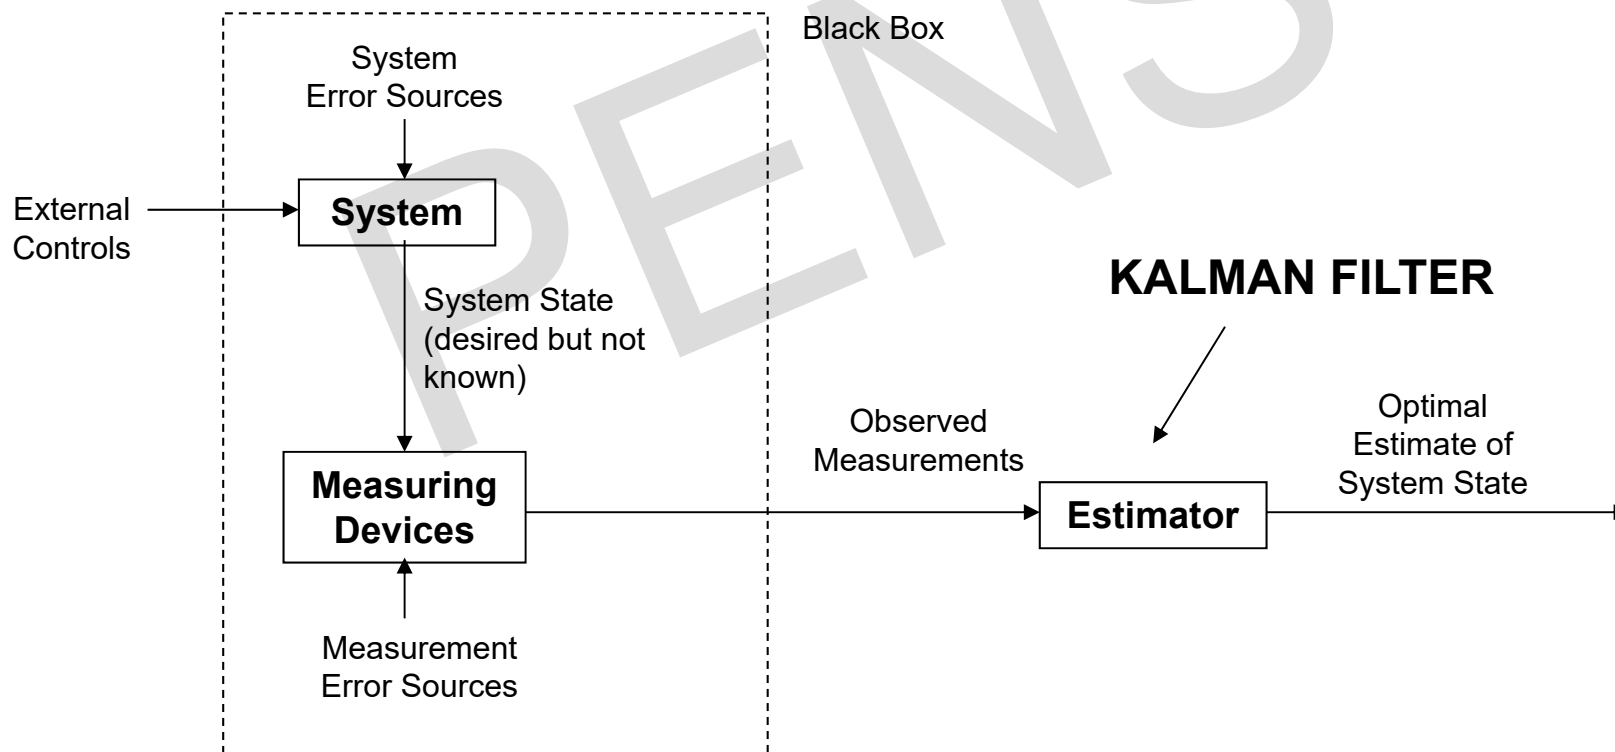 Black Box
System
Error Sources
External
Controls
System
System State
(desired but not
known)
KALMAN FILTER
Measuring
Devices
Observed
Measurements
Estimator
Optimal
Estimate of
System State
Measurement
Error Sources
PENS